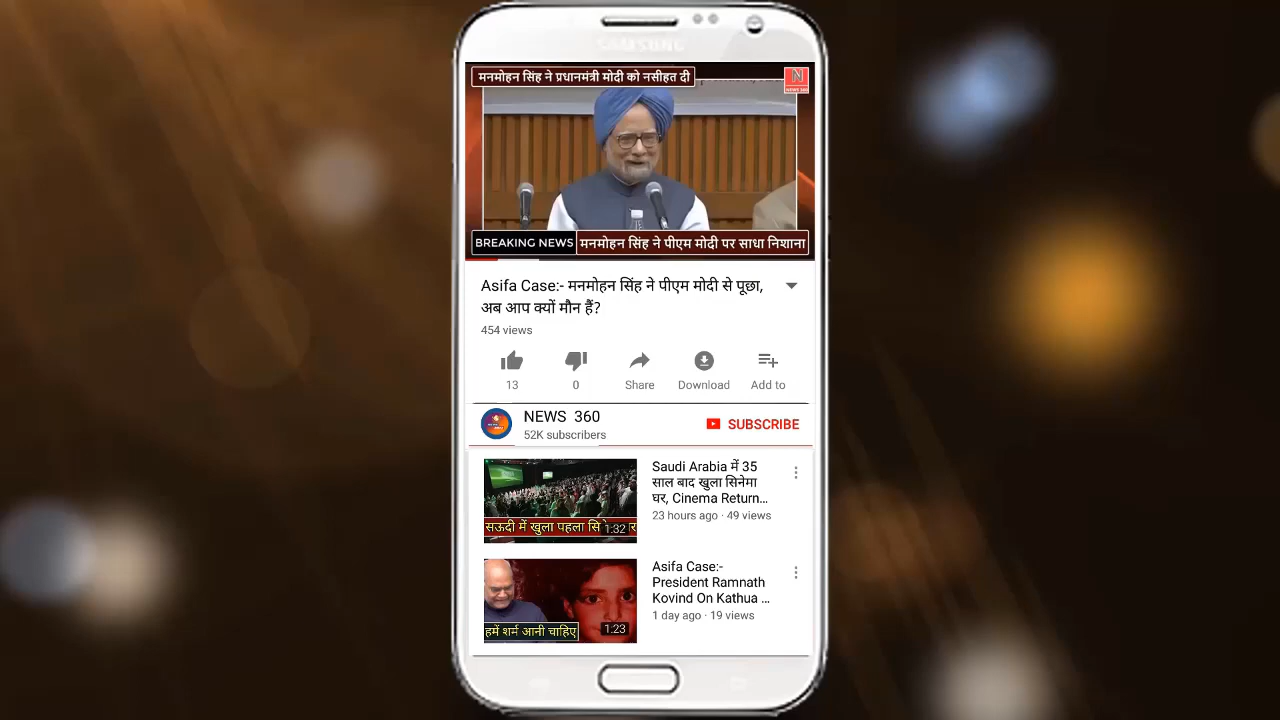 SAMSUNG
मनमोहन सिंह ने प्रधानमंत्री मोदी को नसीहत दी
N
NEWS 360
BREAKING NEWS मनमोहन सिंह ने पीएम मोदी पर साधा निशाना
Asifa Case:- मनमोहन सिंह ने पीएम मोदी से पूछा,
अब आप क्यों मौन हैं?
454 views
13 0 Share Download Add to
NEWS 360
52K subscribers
SUBSCRIBE
Saudi Arabia में 35
साल बाद खुला सिनेमा
घर, Cinema Return...
23 hours ago · 49 views
सऊदी में खुला पहला
1:32
Asifa Case:-
President Ramnath
Kovind On Kathua ...
1 day ago · 19 views
हमें शर्म आनी चाहिए
1:23